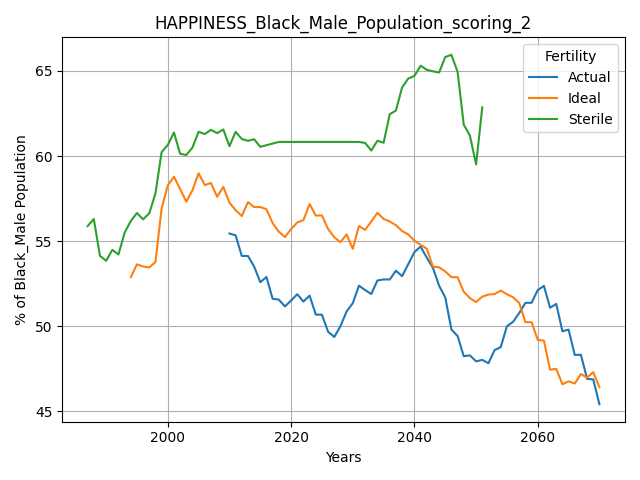 HAPPINESS_Black_Male_Population_scoring_2
% of Black_Male Population
65
60
55
50
45
2000
2020
2040
2060
Years
Fertility
Actual
Ideal
Sterile